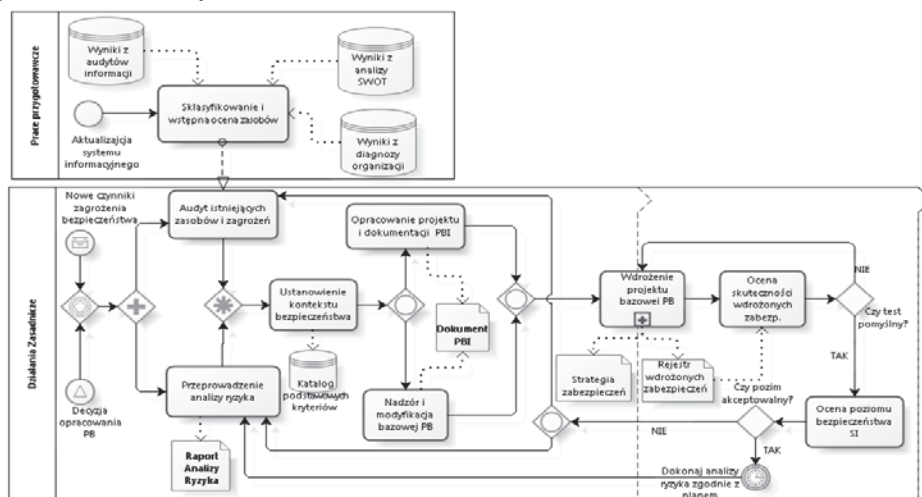 Prace przygotowawcze
Wyniki z
audytów
informacji
Wyniki z
analizy
SWOT
Sklasyfikowanie i
wstępna ocena zasobów
Aktualizajcja
systemu
informacyjnego
Wyniki z
diagnozy
organizacji
Działania Zasadnicze
Nowe czynniki
zagrożenia
bezpieczeństwa
Audyt istniejących
zasobów i zagrożeń
Opracowanie projektu
i dokumentacji PBI
Ustanowienie
kontekstu
bezpieczeństwa
Wdrożenie
projektu
bazowej PB
Ocena
skuteczności
wdrożonych
zabezp.
NIE
Czy test
pomyślny?
Dokument
PBI
TAK
Katalog
podstawowych
kryteriów
Przeprowadzenie
analizy ryzyka
Strategia
zabezpieczeń
Rejestr
wdrożonych
zabezpieczeń
Czy pozim
akceptowalny?
Decyzja
opracowania
PB
Nadzór i
modyfikacja
bazowej PB
Ocena poziomu
bezpieczeństwa
SI
NIE
TAK
Raport
Analizy
Ryzyka
Dokonaj analizy
ryzyka zgodnie z
planem